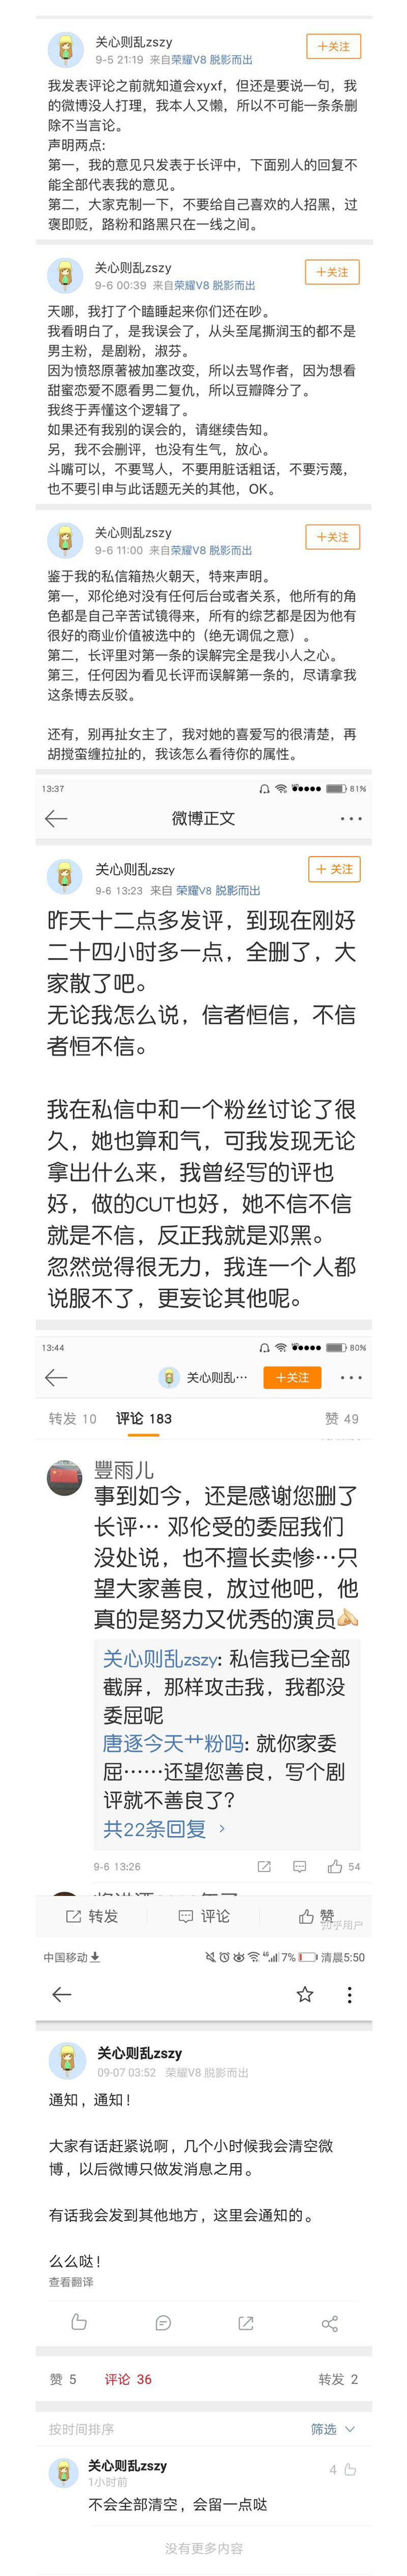 关心则乱zszy
＋关注
9-5 21:19 来自荣耀V8 脱影而出
我发表评论之前就知道会xyxf，但还是要说一句，我
的微博没人打理，我本人又懒，所以不可能一条条删
除不当言论。
声明两点:
第一，我的意见只发表于长评中，下面别人的回复不
能全部代表我的意见。
第二，大家克制一下，不要给自己喜欢的人招黑，过
褒即贬，路粉和路黑只在一线之间。
关心则乱zszy
＋关注
9-6 00:39 来自荣耀V8 脱影而出
天哪，我打了个瞌睡起来你们还在吵。
我看明白了，是我误会了，从头至尾撕润玉的都不是
男主粉，是剧粉，淑芬。
因为愤怒原著被加塞改变，所以去骂作者，因为想看
甜蜜恋爱不愿看男二复仇，所以豆瓣降分了。
我终于弄懂这个逻辑了。
如果还有我别的误会的，请继续告知。
另，我不会删评，也没有生气，放心。
斗嘴可以，不要骂人，不要用脏话粗话，不要污蔑，
也不要引申与此话题无关的其他，OK。
关心则乱zszy
＋关注
9-6 11:00 来自荣耀V8 脱影而出
鉴于我的私信箱热火朝天，特来声明。
第一，邓伦绝对没有任何后台或者关系，他所有的角
色都是自己辛苦试镜得来，所有的综艺都是因为他有
很好的商业价值被选中的（绝无调侃之意）。
第二，长评里对第一条的误解完全是我小人之心。
第三，任何因为看见长评而误解第一条的，尽请拿我
这条博去反驳。
还有，别再扯女主了，我对她的喜爱写的很清楚，再
胡搅蛮缠拉扯的，我该怎么看待你的属性。
13:37
81%
微博正文
关心则乱zszy
＋关注
9-6 13:23 来自 荣耀V8 脱影而出
昨天十二点多发评，到现在刚好
二十四小时多一点，全删了，大
家散了吧。
无论我怎么说，信者恒信，不信
者恒不信。
我在私信中和一个粉丝讨论了很
久，她也算和气，可我发现无论
拿出什么来，我曾经写的评也
好，做的CUT也好，她不信不信
就是不信，反正我就是邓黑。
忽然觉得很无力，我连一个人都
说服不了，更妄论其他呢。
13:44
80%
关心则乱…
＋关注
转发 10 评论 183 赞 49
豐雨儿
事到如今，还是感谢您删了
长评… 邓伦受的委屈我们
没处说，也不擅长卖惨…只
望大家善良，放过他吧，他
真的是努力又优秀的演员
关心则乱zszy: 私信我已全部
截屏，那样攻击我，我都没
委屈呢
唐逐今天艹粉吗: 就你家委
屈……还望您善良，写个剧
评就不善良了？
共22条回复
9-6 13:26
54
转发 评论 赞
知乎用户
中国移动
7% 清晨5:50
关心则乱zszy
09-07 03:52 荣耀V8 脱影而出
通知，通知！
大家有话赶紧说啊，几个小时候我会清空微
博，以后微博只做发消息之用。
有话我会发到其他地方，这里会通知的。
么么哒！
查看翻译
赞 5 评论 36 转发 2
按时间排序
筛选
关心则乱zszy
4
1小时前
不会全部清空，会留一点哒
没有更多内容